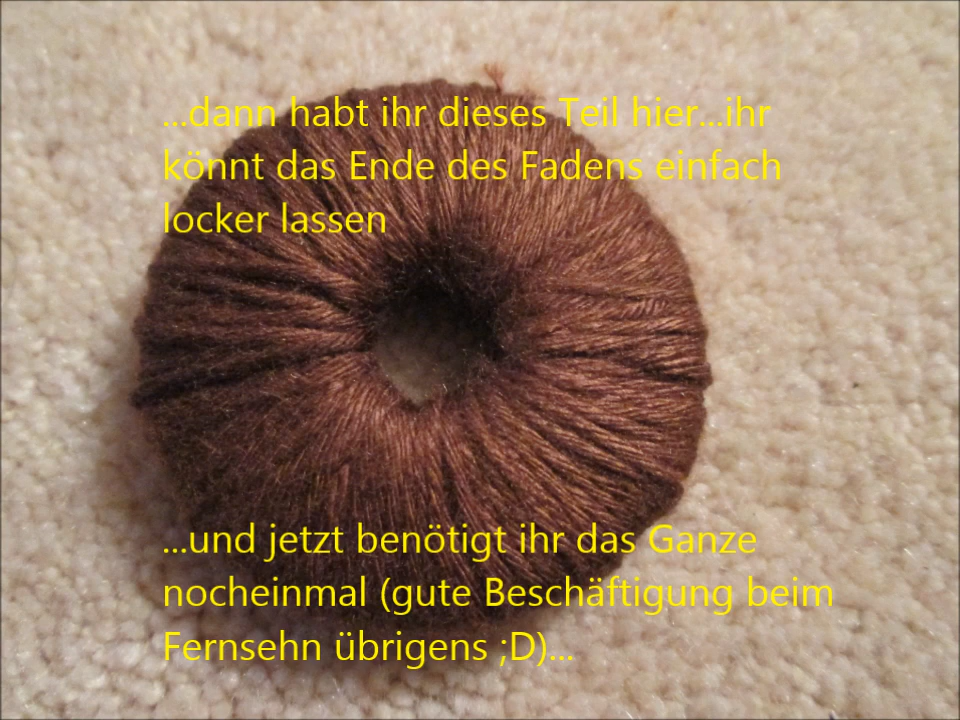 ...dann habt ihr dieses Teil hier...ihr
könnt das Ende des Fadens einfach
locker lassen
...und jetzt benötigt ihr das Ganze
nocheinmal (gute Beschäftigung beim
Fernsehn übrigens ;D)...